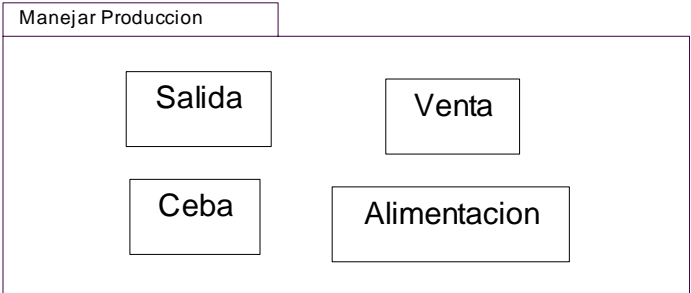 Manejar Produccion
Salida
Venta
Ceba
Alimentacion